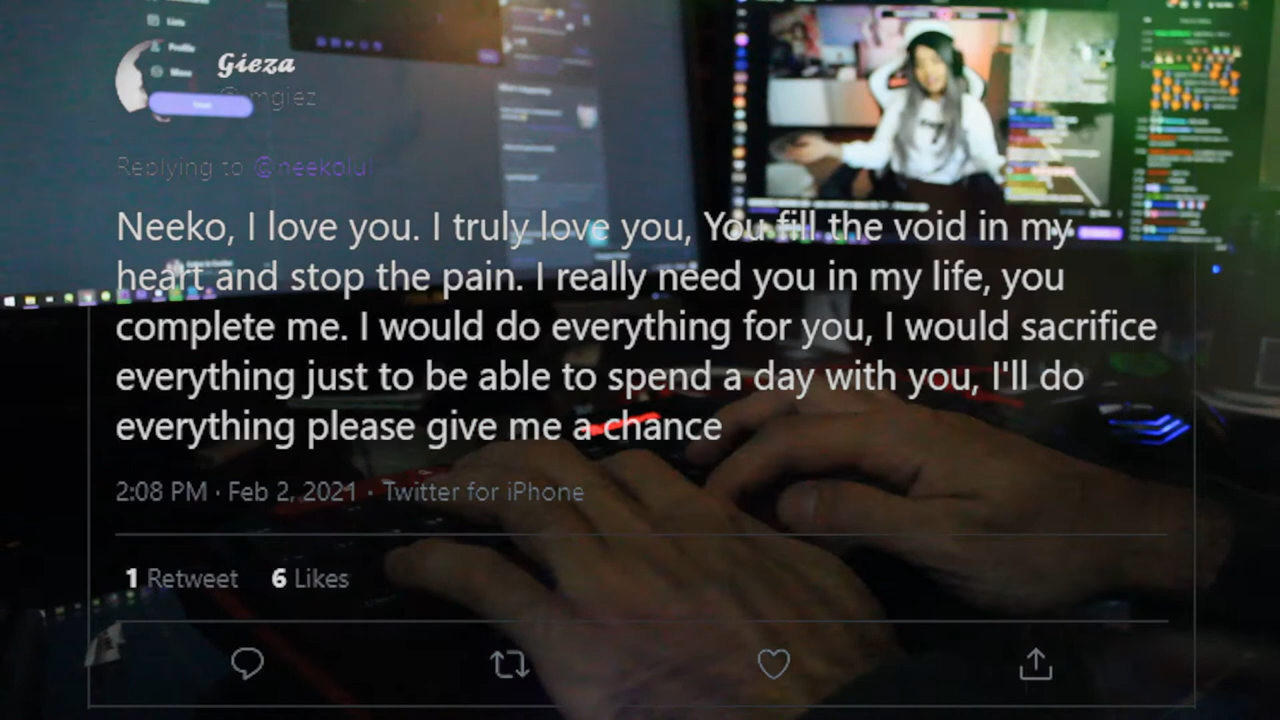 Lists
Profile
More
Gieza
Replying to @neekolul
Neeko, I love you. I truly love you, You fill the void in my
heart and stop the pain. I really need you in my life, you
complete me. I would do everything for you, I would sacrifice
everything just to be able to spend a day with you, I'll do
everything please give me a chance
2:08 PM · Feb 2, 2021 · Twitter for iPhone
1 Retweet 6 Likes